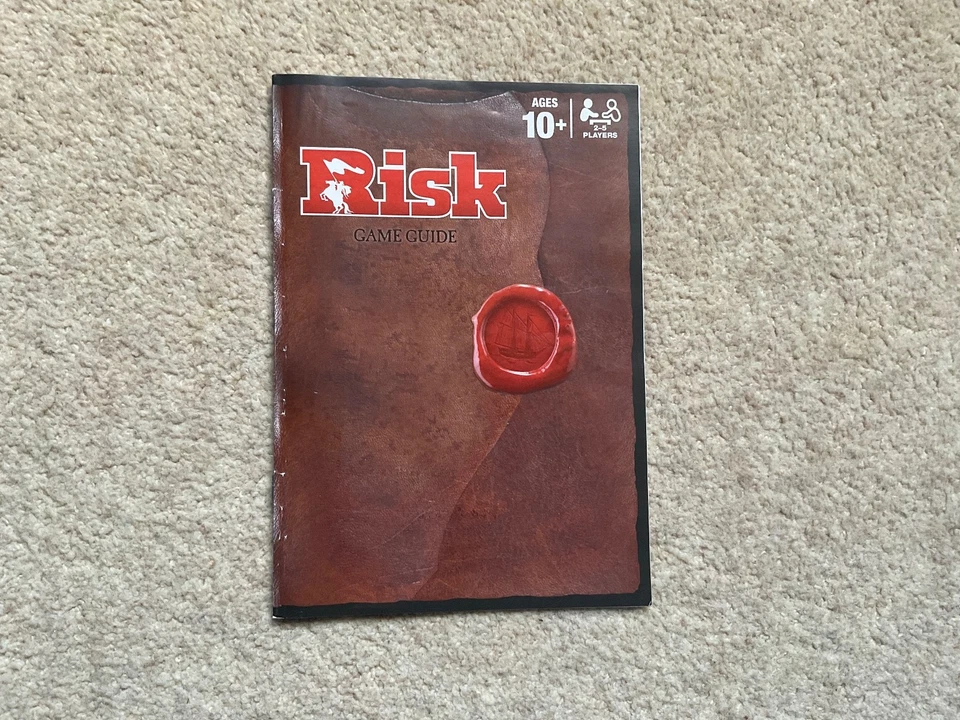 AGES
10+
2-5
PLAYERS
Risk
GAME GUIDE